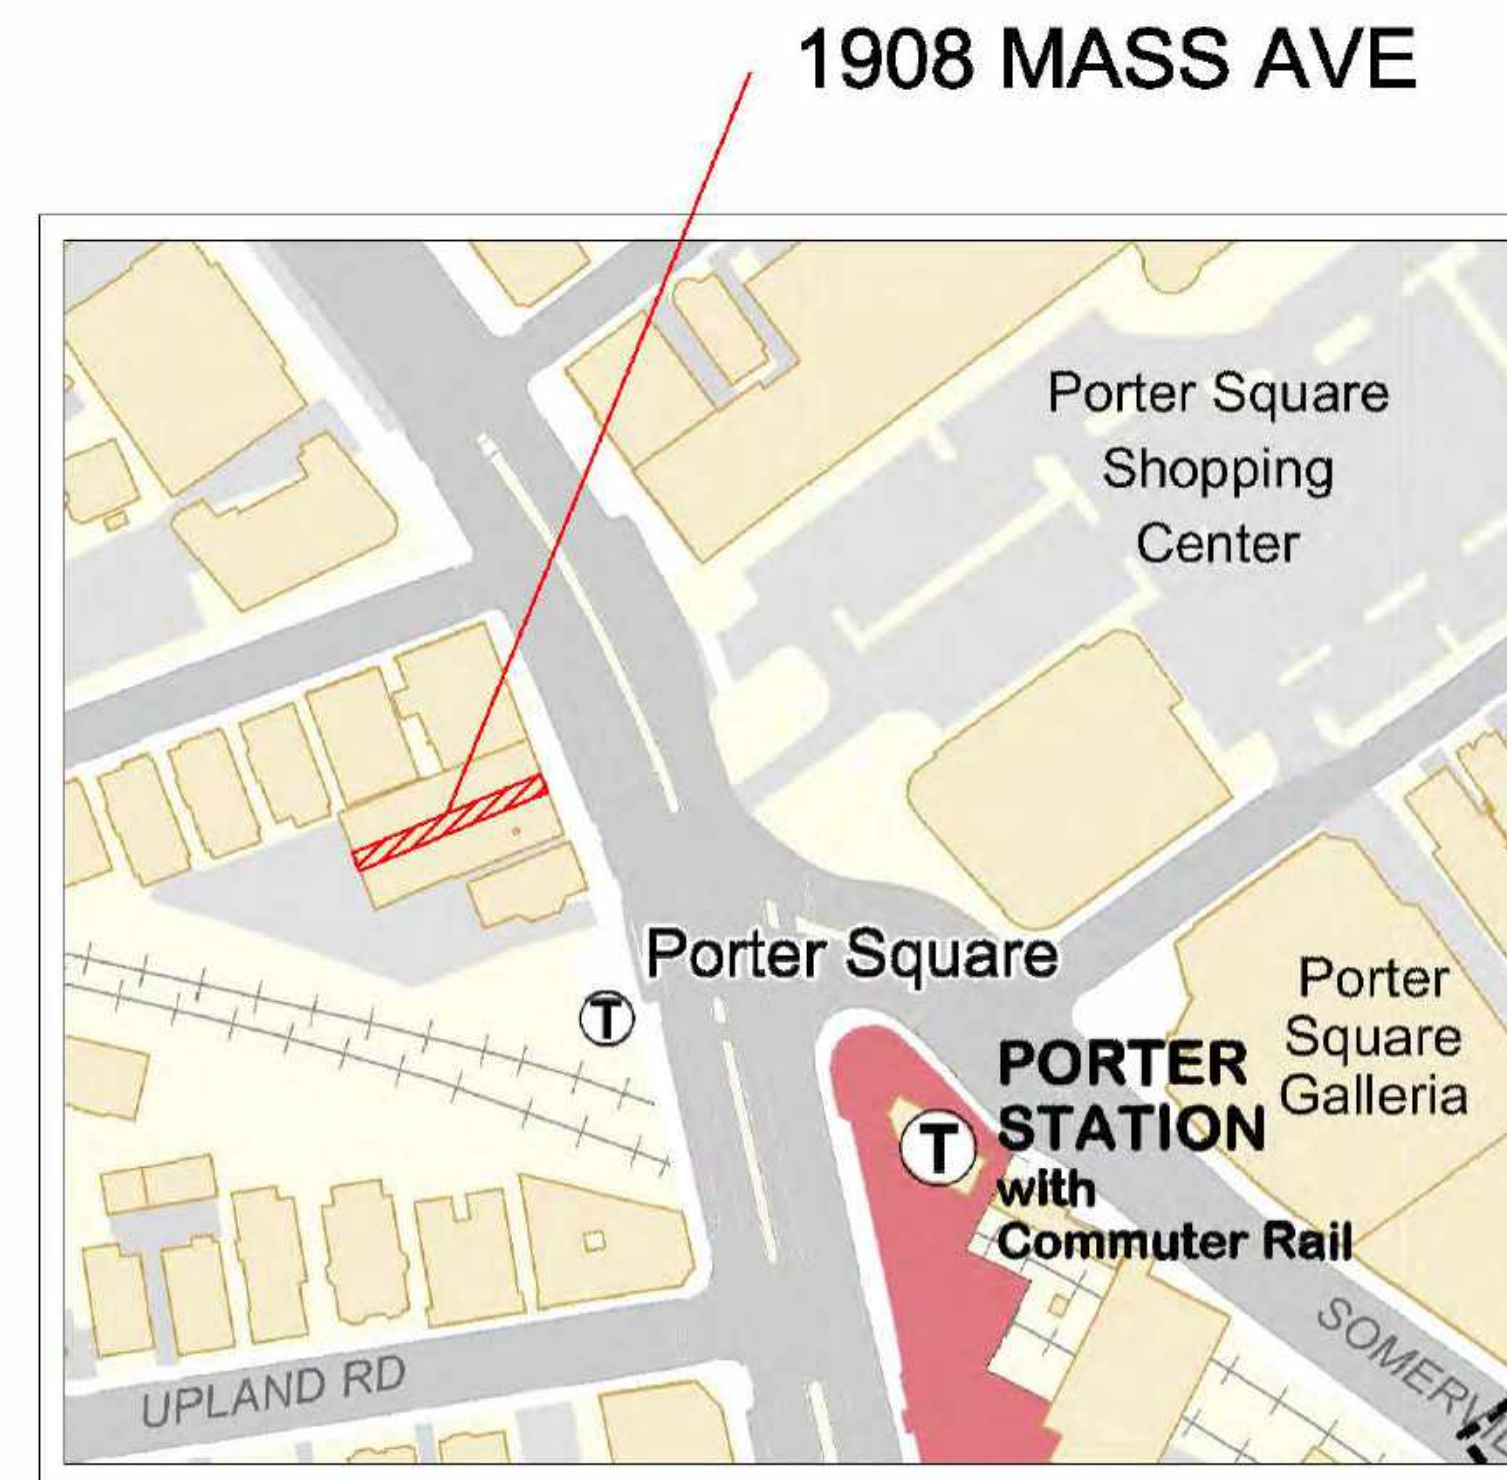 1908 MASS AVE
Porter Square
Shopping
Center
Porter Square
T
Porter
Square
Galleria
PORTER
STATION
T
with
Commuter Rail
UPLAND RD